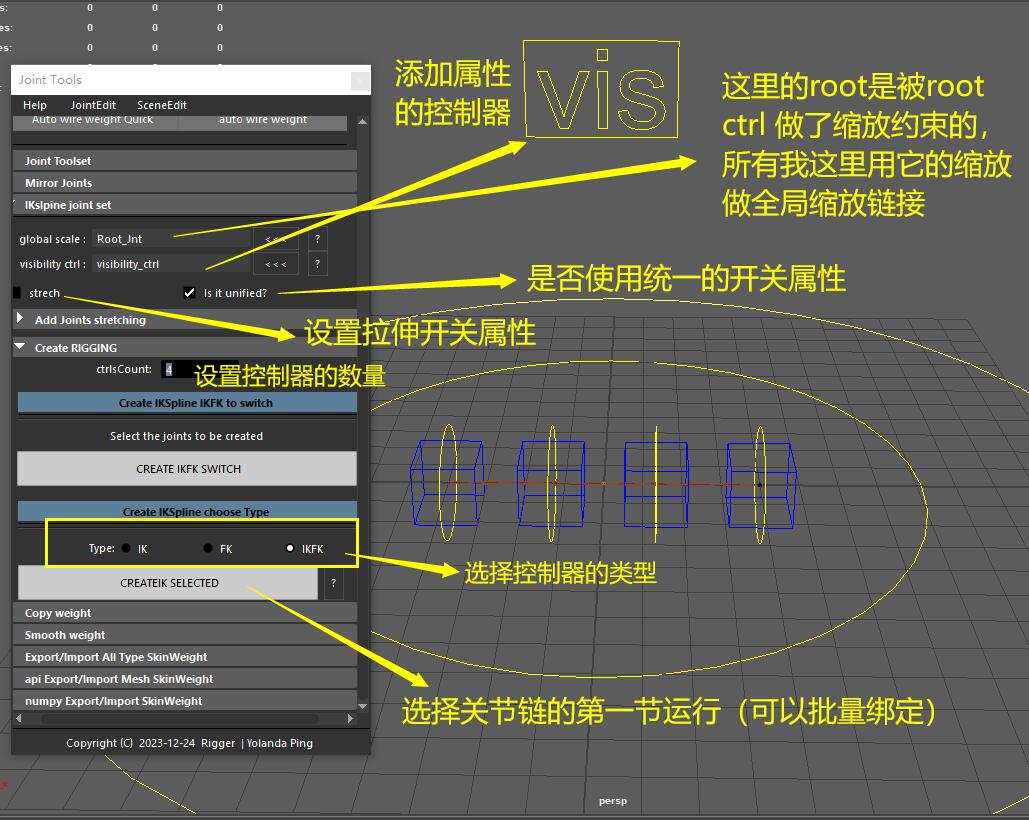 s: 0 0 0
es: 0 0 0
es: 0 0 0
Joint Tools
Help JointEdit SceneEdit
Auto wire weight Quick auto wire weight
Joint Toolset
Mirror Joints
IKslpine joint set
global scale : Root_Jnt <<< ?
visibility ctrl : visibility_ctrl <<< ?
strech Is it unified?
Add Joints stretching
Create RIGGING
ctrlsCount: 4
Create IKSpline IKFK to switch
Select the joints to be created
CREATE IKFK SWITCH
Create IKSpline choose Type
Type: IK FK IKFK
CREATEIK SELECTED ?
Copy weight
Smooth weight
Export/Import All Type SkinWeight
api Export/Import Mesh SkinWeight
numpy Export/Import SkinWeight
Copyright (C) 2023-12-24 Rigger | Yolanda Ping
添加属性
的控制器
vis
这里的root是被root
ctrl 做了缩放约束的，
所有我这里用它的缩放
做全局缩放链接
是否使用统一的开关属性
设置拉伸开关属性
设置控制器的数量
选择控制器的类型
选择关节链的第一节运行（可以批量绑定）
persp